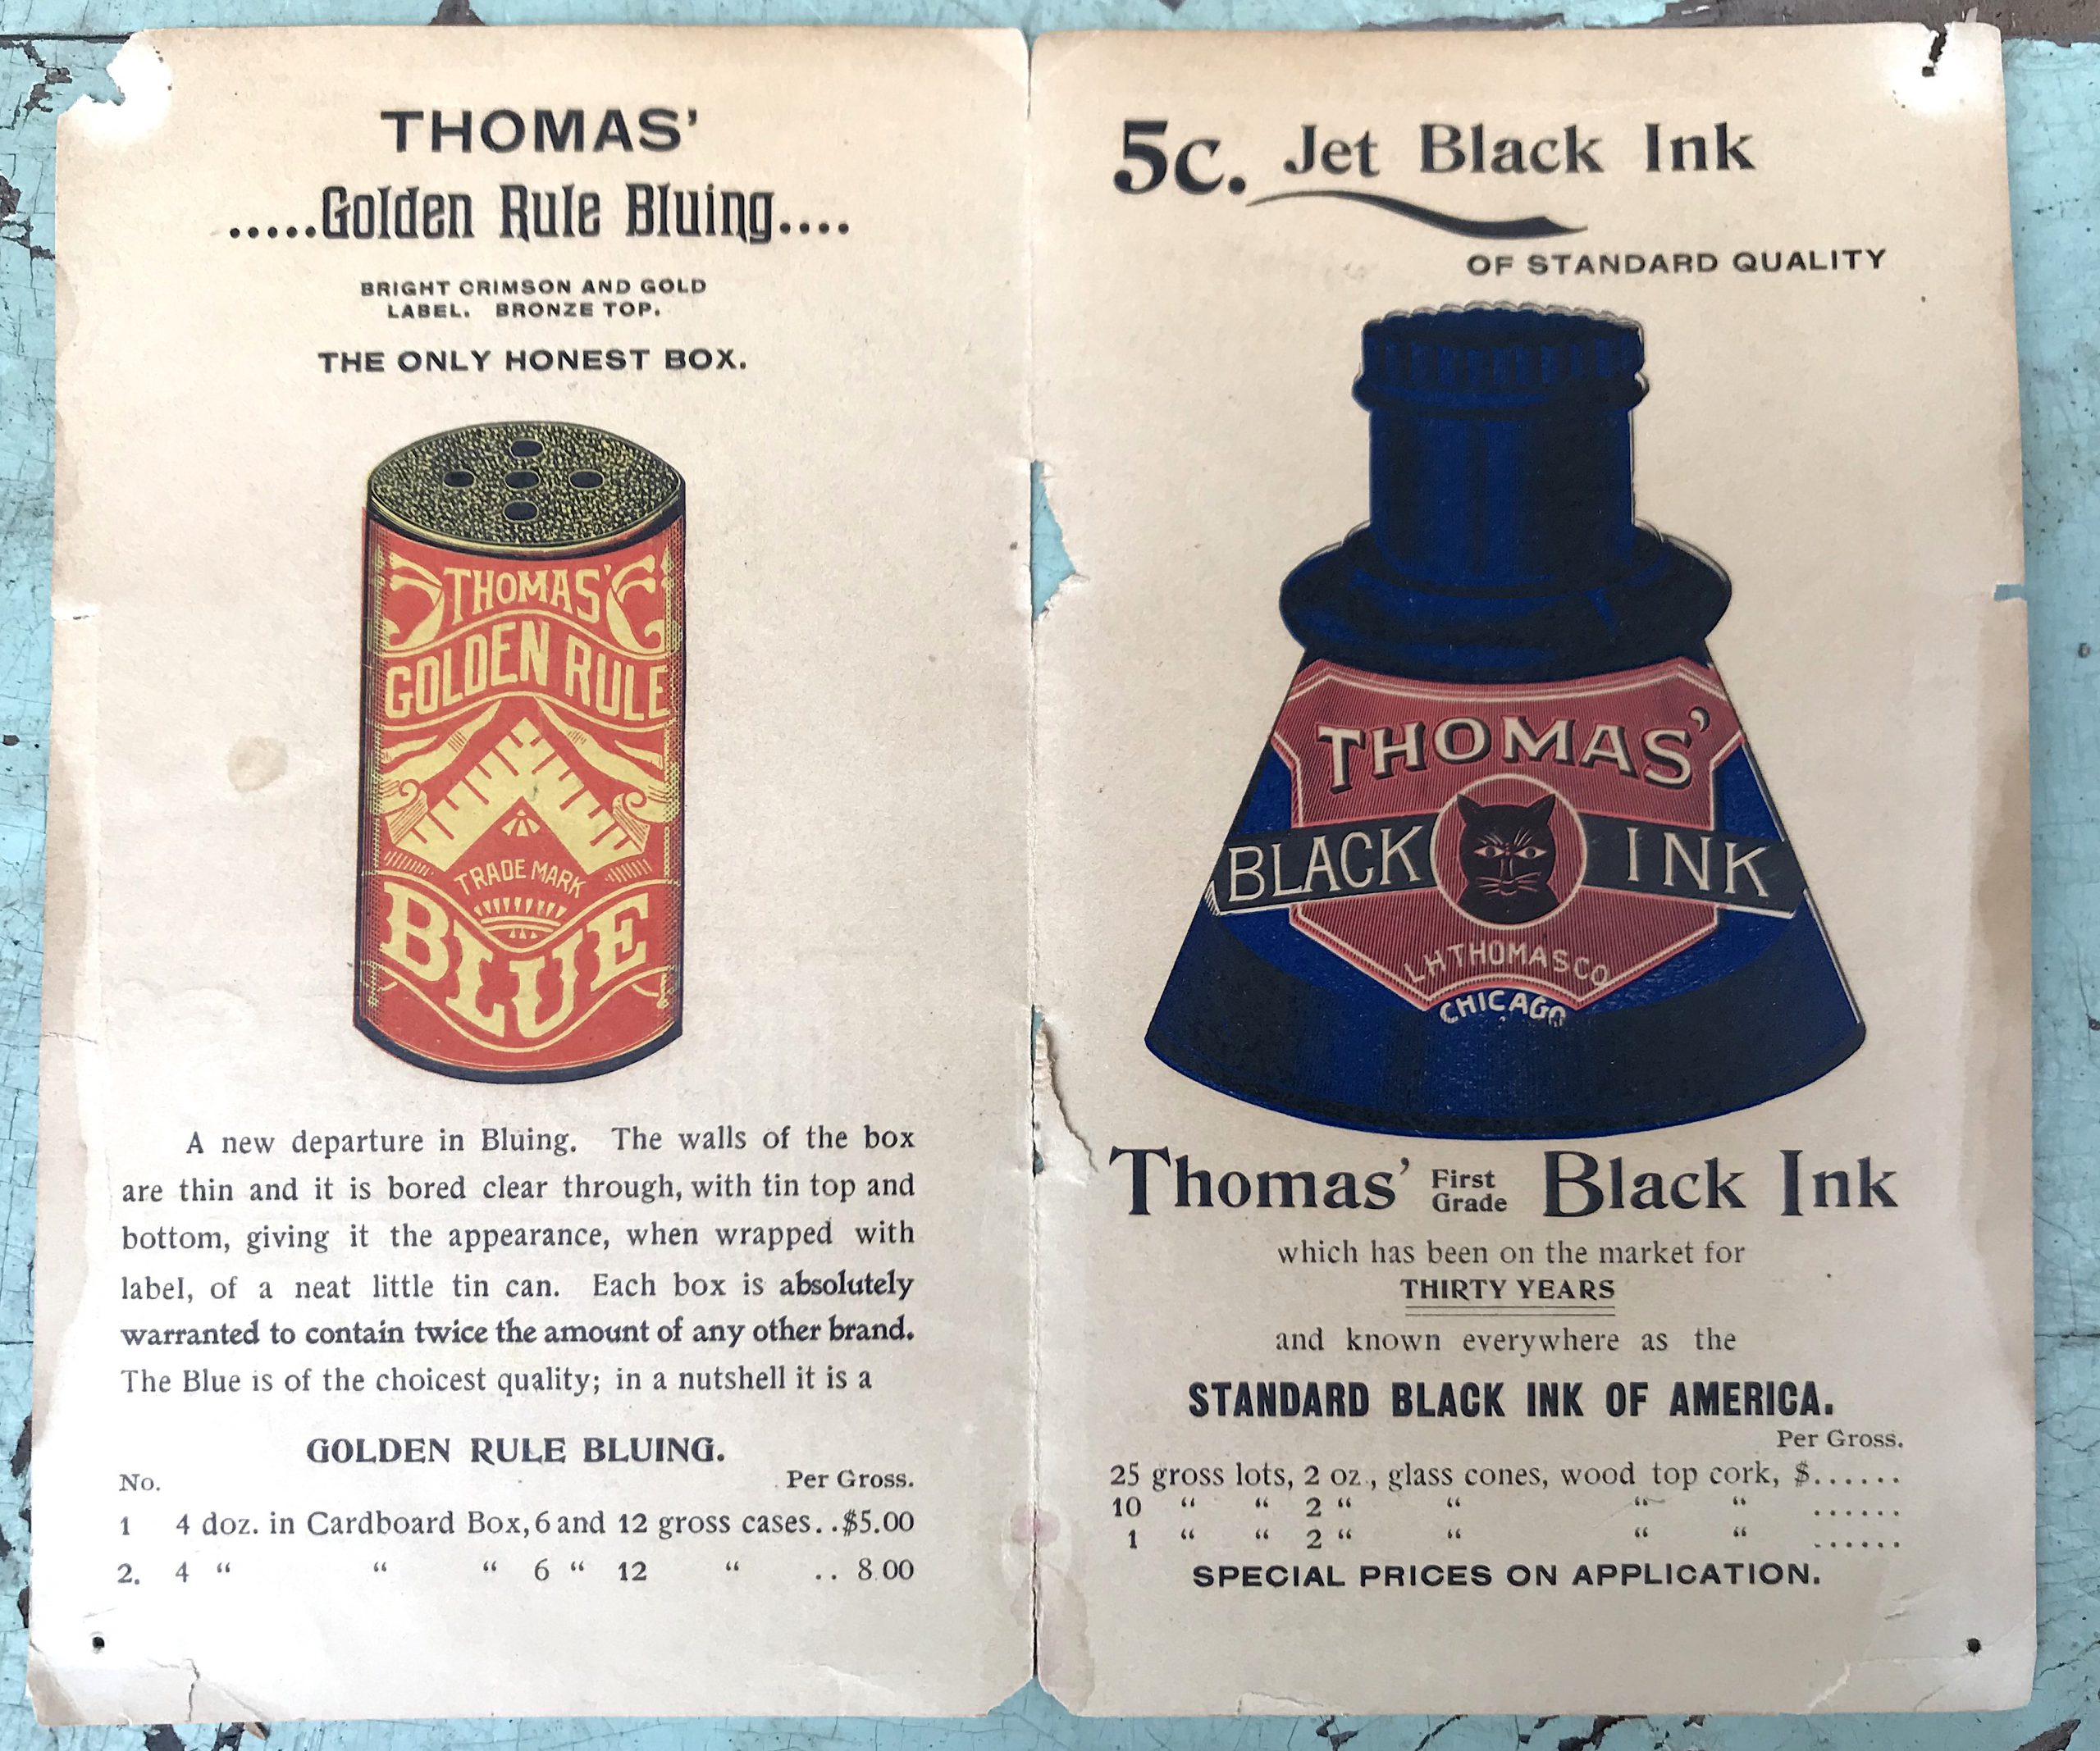 THOMAS'
.....Golden Rule Bluing....
BRIGHT CRIMSON AND GOLD
LABEL. BRONZE TOP.
THE ONLY HONEST BOX.
THOMAS'
GOLDEN RULE
TRADE MARK
BLUE
A new departure in Bluing. The walls of the box
are thin and it is bored clear through, with tin top and
bottom, giving it the appearance, when wrapped with
label, of a neat little tin can. Each box is absolutely
warranted to contain twice the amount of any other brand.
The Blue is of the choicest quality; in a nutshell it is a
GOLDEN RULE BLUING.
No. Per Gross.
1 4 doz. in Cardboard Box, 6 and 12 gross cases..$5.00
2. 4 “ “ “ 6 “ 12 “ .. 8.00
5c. Jet Black Ink
OF STANDARD QUALITY
THOMAS'
BLACK INK
L.H. THOMAS CO
CHICAGO
Thomas' First Grade Black Ink
which has been on the market for
THIRTY YEARS
and known everywhere as the
STANDARD BLACK INK OF AMERICA.
Per Gross.
25 gross lots, 2 oz., glass cones, wood top cork, $......
10 “ “ 2 “ “ “ “ ......
1 “ “ 2 “ “ “ “ ......
SPECIAL PRICES ON APPLICATION.